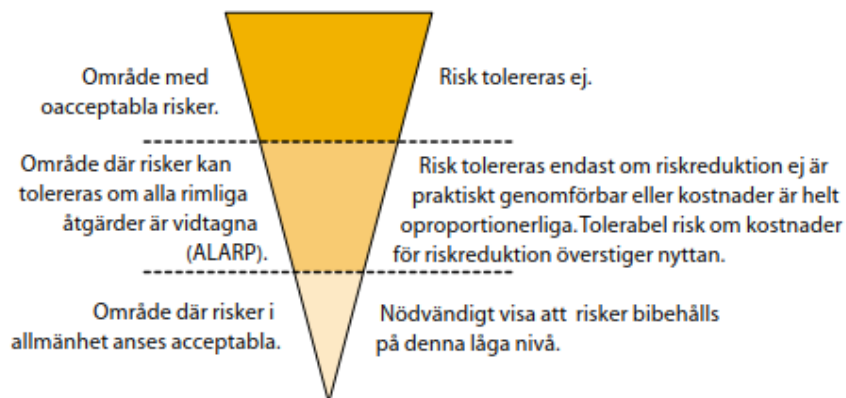 Område med
oacceptabla risker.
Risk tolereras ej.
Område där risker kan
tolereras om alla rimliga
åtgärder är vidtagna
(ALARP).
Risk tolereras endast om riskreduktion ej är
praktiskt genomförbar eller kostnader är helt
oproportionerliga. Tolerabel risk om kostnader
för riskreduktion överstiger nyttan.
Område där risker i
allmänhet anses acceptabla.
Nödvändigt visa att risker bibehålls
på denna låga nivå.